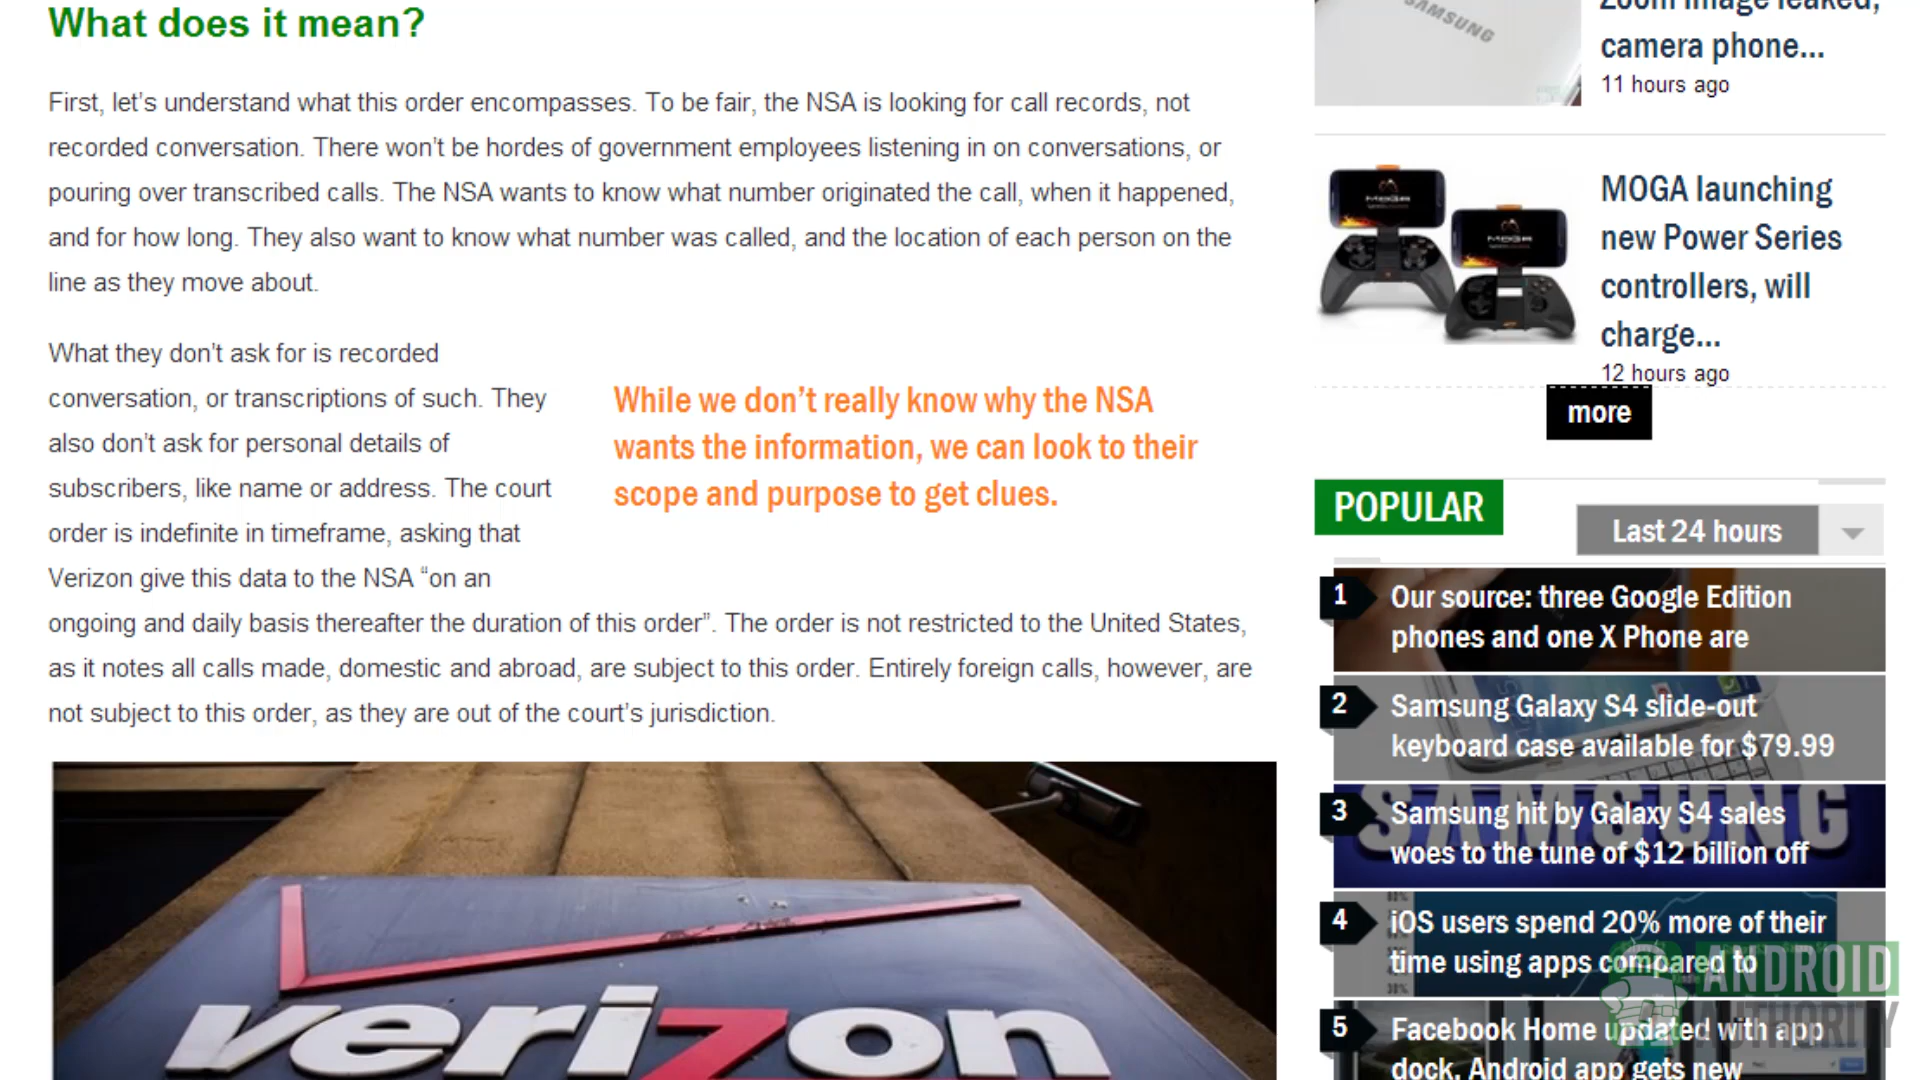 What does it mean?
First, let’s understand what this order encompasses. To be fair, the NSA is looking for call records, not
recorded conversation. There won’t be hordes of government employees listening in on conversations, or
pouring over transcribed calls. The NSA wants to know what number originated the call, when it happened,
and for how long. They also want to know what number was called, and the location of each person on the
line as they move about.
What they don’t ask for is recorded
conversation, or transcriptions of such. They
also don’t ask for personal details of
subscribers, like name or address. The court
order is indefinite in timeframe, asking that
Verizon give this data to the NSA “on an
ongoing and daily basis thereafter the duration of this order”. The order is not restricted to the United States,
as it notes all calls made, domestic and abroad, are subject to this order. Entirely foreign calls, however, are
not subject to this order, as they are out of the court’s jurisdiction.
While we don’t really know why the NSA
wants the information, we can look to their
scope and purpose to get clues.
verizon
SAMSUNG
Zoom image leaked,
camera phone...
11 hours ago
MOGA
MOGA
MOGA launching
new Power Series
controllers, will
charge...
12 hours ago
more
POPULAR
Last 24 hours
1
Our source: three Google Edition
phones and one X Phone are
2
Samsung Galaxy S4 slide-out
keyboard case available for $79.99
3
SAMSUNG
Samsung hit by Galaxy S4 sales
woes to the tune of $12 billion off
4
iOS users spend 20% more of their
time using apps compared to
5
Facebook Home updated with app
dock, Android app gets new
ANDROID
AUTHORITY